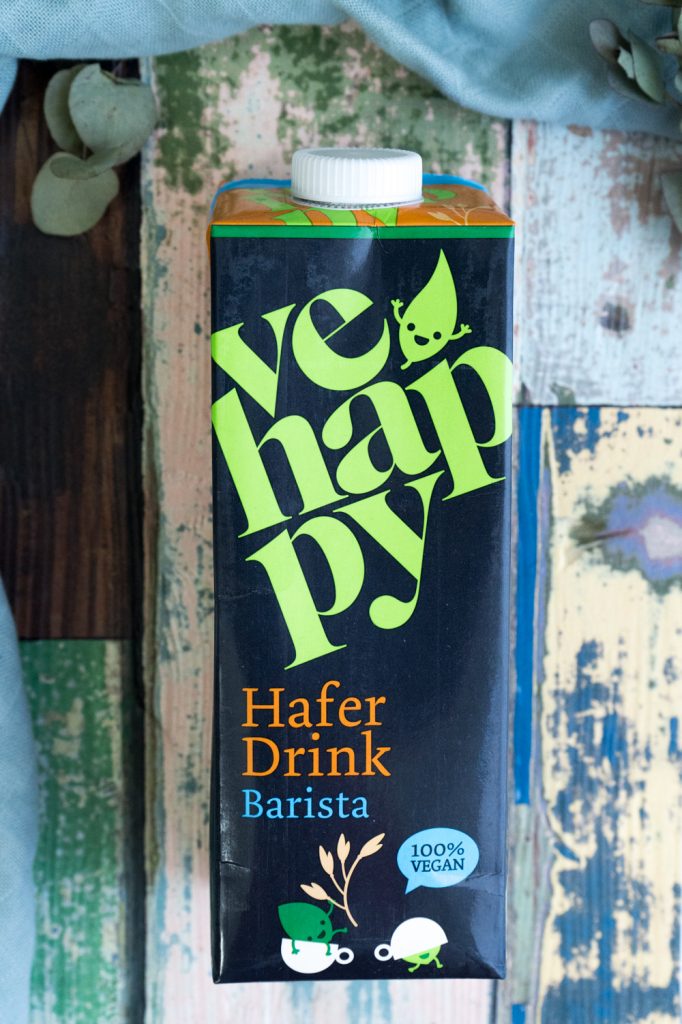 ve
hap
py
Hafer
Drink
Barista
100%
VEGAN